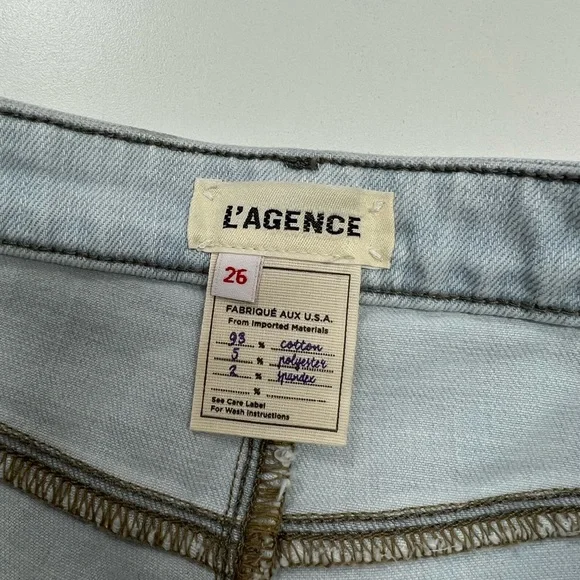 L'AGENCE
26
FABRIQUÉ AUX U.S.A.
From Imported Materials
93 % cotton
5 % polyester
2 % spandex
%
See Care Label
For Wash Instructions